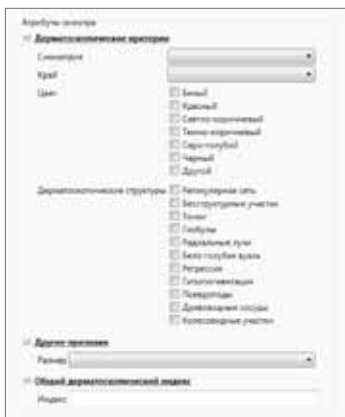 Атрибуты осмотра
Дерматоскопические критерии
Симметрия
Край
Цвет
Белый
Красный
Светло-коричневый
Темно-коричневый
Серо-голубой
Черный
Другой
Дерматоскопические структуры
Ретикулярная сеть
Бесструктурные участки
Точки
Глобулы
Радиальные лучи
Бело-голубая вуаль
Регрессия
Гипопигментация
Псевдоподы
Древовидные сосуды
Колесовидные участки
Другие признаки
Размер
Общий дерматоскопический индекс
Индекс